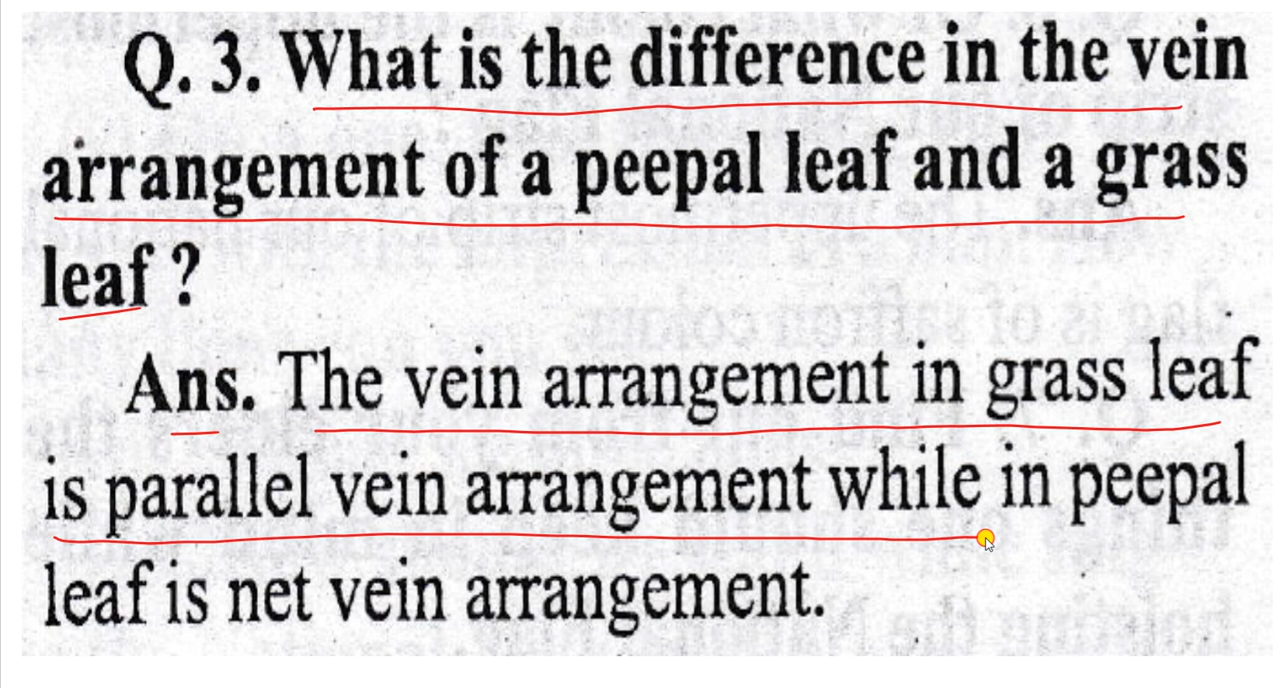 Q. 3. What is the difference in the vein
arrangement of a peepal leaf and a grass
leaf ?
Ans. The vein arrangement in grass leaf
is parallel vein arrangement while in peepal
leaf is net vein arrangement.